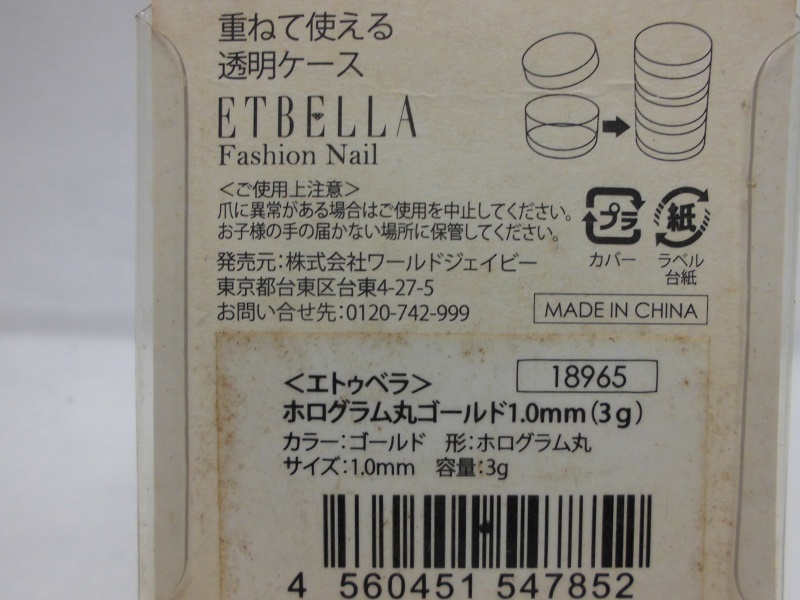 重ねて使える
透明ケース
ETBELLA
Fashion Nail
＜ご使用上注意＞
爪に異常がある場合はご使用を中止してください。
お子様の手の届かない場所に保管してください。
プラ
カバー
紙
ラベル
台紙
発売元:株式会社ワールドジェイビー
東京都台東区台東4-27-5
お問い合せ先:0120-742-999
MADE IN CHINA
18965
＜エトゥベラ＞
ホログラム丸ゴールド1.0mm(3g)
カラー:ゴールド 形:ホログラム丸
サイズ:1.0mm 容量:3g
4 560451 547852